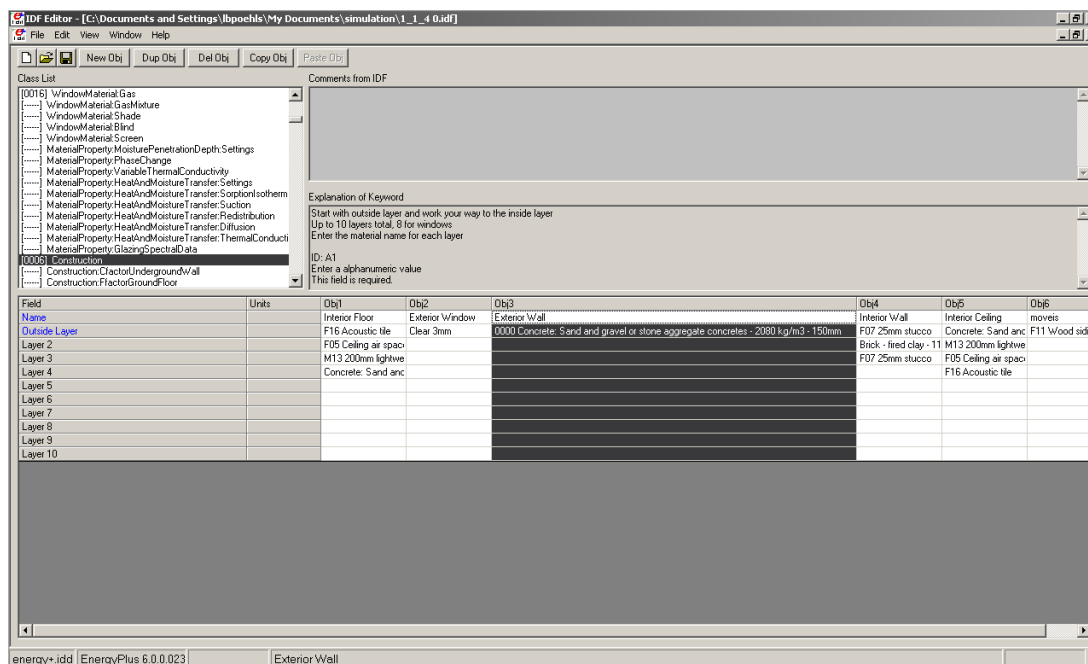 IDF Editor - [C:\Documents and Settings\lbpoehls\My Documents\simulation\1_1_4 0.idf]
File Edit View Window Help
New Obj Dup Obj Del Obj Copy Obj Paste Obj
Class List Comments from IDF
[0016] WindowMaterial:Gas
[------] WindowMaterial:GasMixture
[------] WindowMaterial:Shade
[------] WindowMaterial:Blind
[------] WindowMaterial:Screen
[------] MaterialProperty:MoisturePenetrationDepth:Settings
[------] MaterialProperty:PhaseChange
[------] MaterialProperty:VariableThermalConductivity
[------] MaterialProperty:HeatAndMoistureTransfer:Settings
[------] MaterialProperty:HeatAndMoistureTransfer:SorptionIsotherm
[------] MaterialProperty:HeatAndMoistureTransfer:Suction
[------] MaterialProperty:HeatAndMoistureTransfer:Redistribution
[------] MaterialProperty:HeatAndMoistureTransfer:Diffusion
[------] MaterialProperty:HeatAndMoistureTransfer:ThermalConducti
[------] MaterialProperty:GlazingSpectralData
[0006] Construction
[------] Construction:CfactorUndergroundWall
[------] Construction:FfactorGroundFloor
Explanation of Keyword
Start with outside layer and work your way to the inside layer
Up to 10 layers total, 8 for windows
Enter the material name for each layer
ID: A1
Enter a alphanumeric value
This field is required.
Field Units Obj1 Obj2 Obj3 Obj4 Obj5 Obj6
Name Interior Floor Exterior Window Exterior Wall Interior Wall Interior Ceiling moveis
Outside Layer F16 Acoustic tile Clear 3mm 0000 Concrete: Sand and gravel or stone aggregate concretes - 2080 kg/m3 - 150mm F07 25mm stucco Concrete: Sand and F11 Wood sidi
Layer 2 F05 Ceiling air space Brick - fired clay - 11 M13 200mm lightwe
Layer 3 M13 200mm lightwe F07 25mm stucco F05 Ceiling air space
Layer 4 Concrete: Sand and F16 Acoustic tile
Layer 5
Layer 6
Layer 7
Layer 8
Layer 9
Layer 10
energy+.idd EnergyPlus 6.0.0.023 Exterior Wall